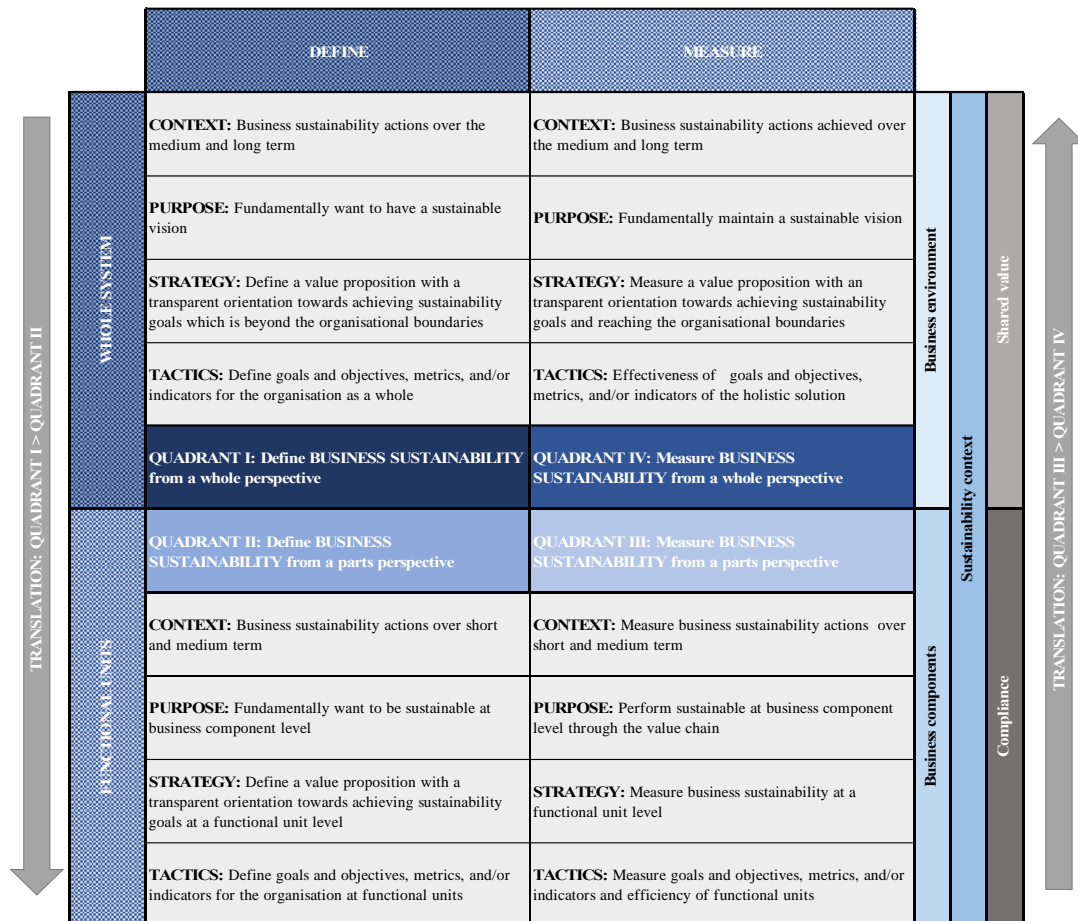 DEFINE
MEASURE
TRANSLATION: QUADRANT I > QUADRANT II
WHOLE SYSTEM
CONTEXT: Business sustainability actions over the
medium and long term
CONTEXT: Business sustainability actions achieved over
the medium and long term
PURPOSE: Fundamentally want to have a sustainable
vision
PURPOSE: Fundamentally maintain a sustainable vision
STRATEGY: Define a value proposition with a
transparent orientation towards achieving sustainability
goals which is beyond the organisational boundaries
STRATEGY: Measure a value proposition with an
transparent orientation towards achieving sustainability
goals and reaching the organisational boundaries
TACTICS: Define goals and objectives, metrics, and/or
indicators for the organisation as a whole
TACTICS: Effectiveness of goals and objectives,
metrics, and/or indicators of the holistic solution
QUADRANT I: Define BUSINESS SUSTAINABILITY
from a whole perspective
QUADRANT IV: Measure BUSINESS
SUSTAINABILITY from a whole perspective
Business environment
Sustainability context
Shared value
TRANSLATION: QUADRANT III > QUADRANT IV
FUNCTIONAL UNITS
QUADRANT II: Define BUSINESS
SUSTAINABILITY from a parts perspective
QUADRANT III: Measure BUSINESS
SUSTAINABILITY from a parts perspective
CONTEXT: Business sustainability actions over short
and medium term
CONTEXT: Measure business sustainability actions over
short and medium term
PURPOSE: Fundamentally want to be sustainable at
business component level
PURPOSE: Perform sustainable at business component
level through the value chain
STRATEGY: Define a value proposition with a
transparent orientation towards achieving sustainability
goals at a functional unit level
STRATEGY: Measure business sustainability at a
functional unit level
TACTICS: Define goals and objectives, metrics, and/or
indicators for the organisation at functional units
TACTICS: Measure goals and objectives, metrics, and/or
indicators and efficiency of functional units
Business components
Compliance